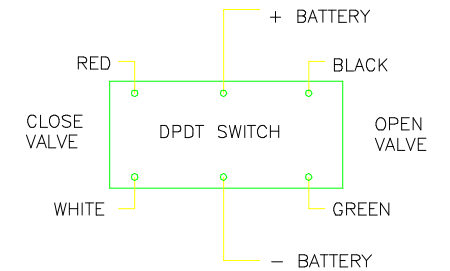 + BATTERY
RED
BLACK
CLOSE
VALVE
DPDT SWITCH
OPEN
VALVE
WHITE
GREEN
- BATTERY